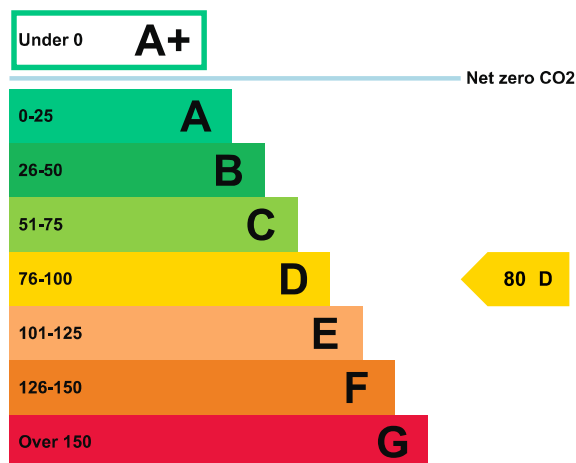 Under 0 A+
Net zero CO2
0-25 A
26-50 B
51-75 C
76-100 D
80 D
101-125 E
126-150 F
Over 150 G